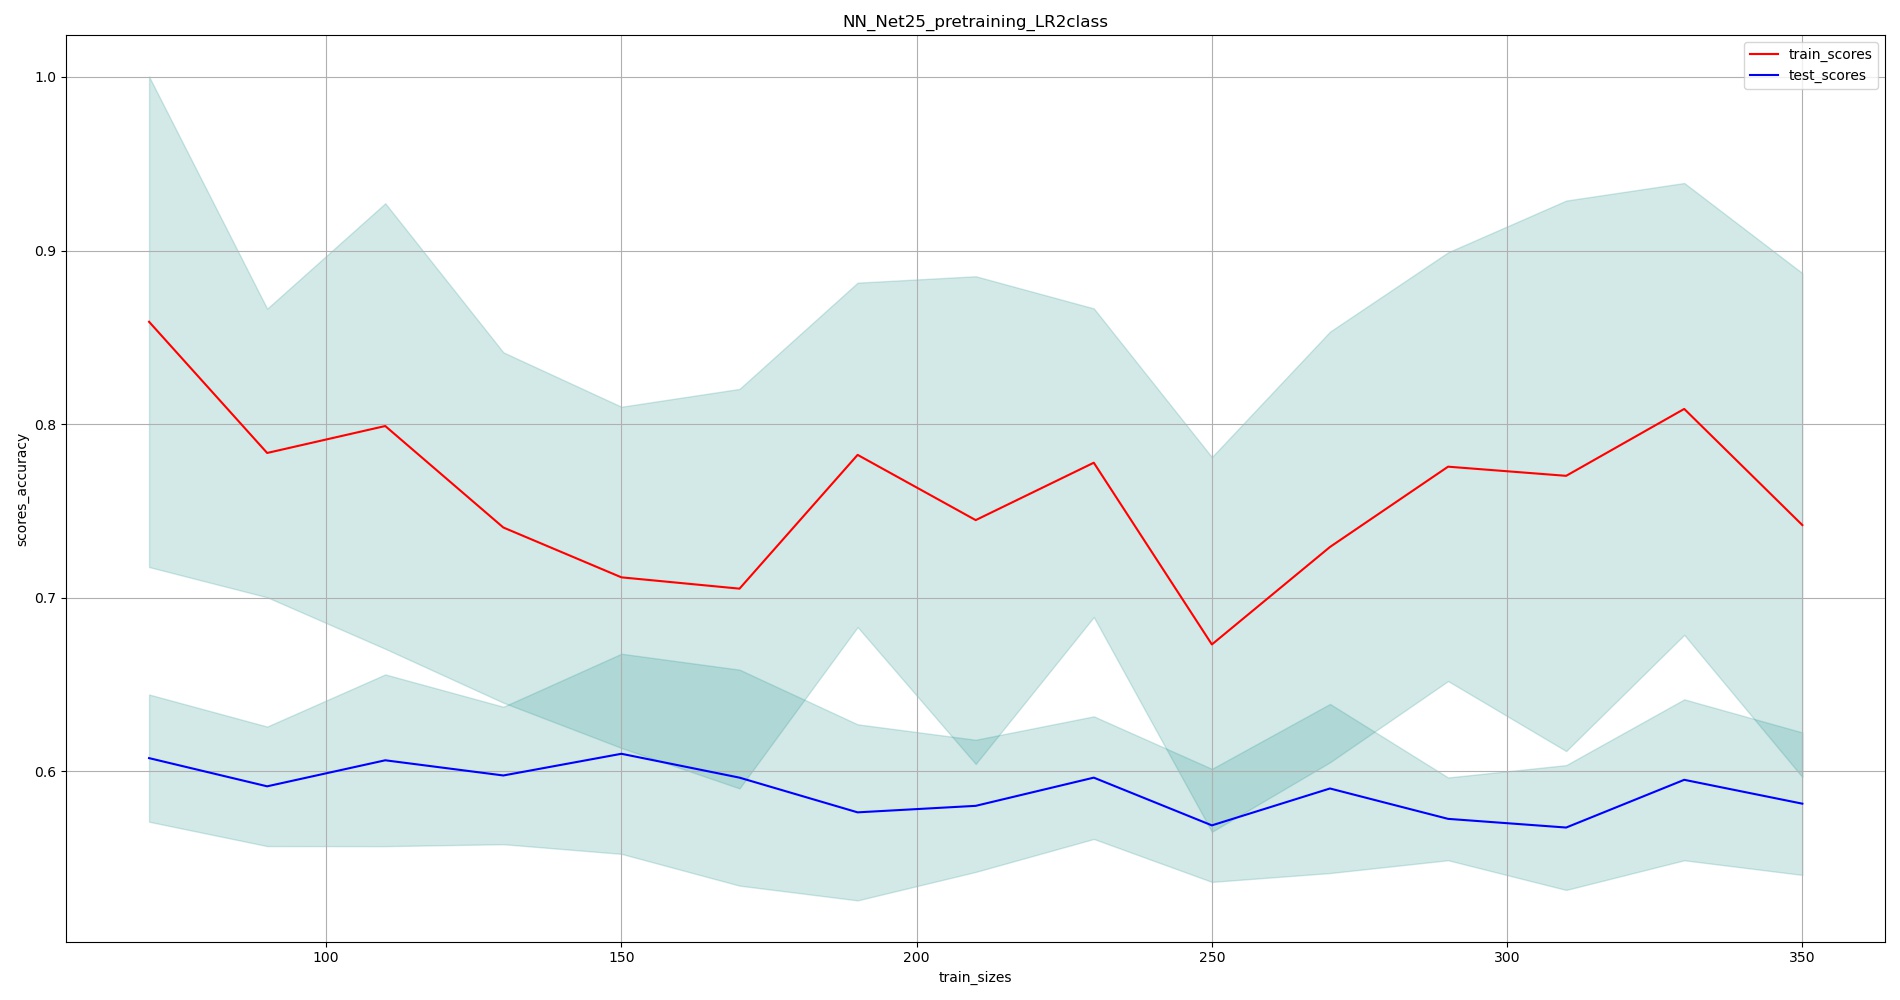 NN_Net25_pretraining_LR2class
train_scores
test_scores
1.0
0.9
0.8
0.7
0.6
scores_accuracy
100
150
200
250
300
350
train_sizes